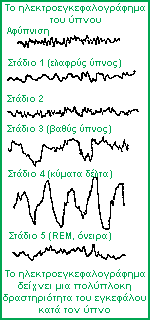 Το ηλεκτροεγκεφαλογράφημα
του ύπνου
Αφύπνιση
Στάδιο 1 (ελαφρύς ύπνος)
Στάδιο 2
Στάδιο 3 (βαθύς ύπνος)
Στάδιο 4 (κύματα δέλτα)
Στάδιο 5 (REM, όνειρα)
Το ηλεκτροεγκεφαλογράφημα
δείχνει μια πολύπλοκη
δραστηριότητα του εγκεφάλου
κατά τον ύπνο